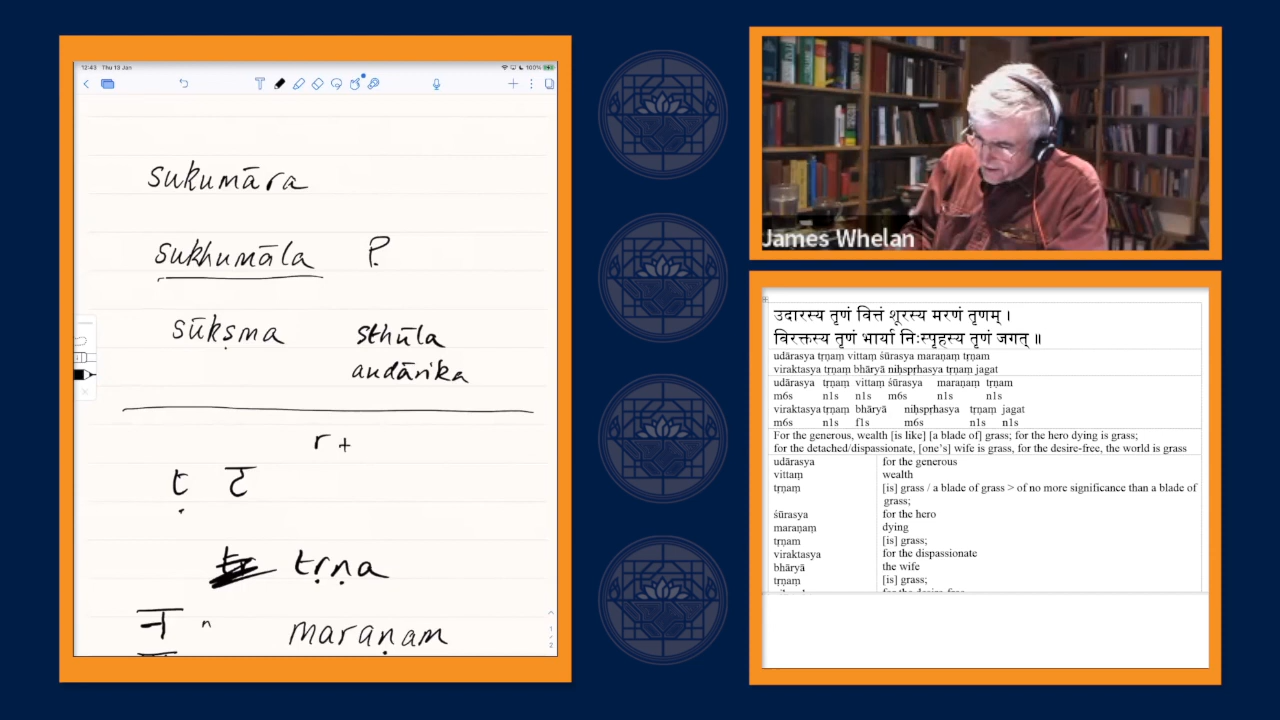 12:43 Thu 13 Jan
100%
sukumāra
sukhumāla ?
sūkṣma sthūla
audārika
r +
ṭ ट
tṛṇa
न n maraṇam
James Whelan
उदारस्य तृणं वित्तं शूरस्य मरणं तृणम् ।
विरक्तस्य तृणं भार्या निःस्पृहस्य तृणं जगत् ॥
udārasya tṛṇaṃ vittaṃ śūrasya maraṇaṃ tṛṇam
viraktasya tṛṇaṃ bhāryā niḥspṛhasya tṛṇaṃ jagat
udārasya tṛṇaṃ vittaṃ śūrasya maraṇaṃ tṛṇam
m6s n1s n1s m6s n1s n1s
viraktasya tṛṇaṃ bhāryā niḥspṛhasya tṛṇaṃ jagat
m6s n1s f1s m6s n1s n1s
For the generous, wealth [is like] [a blade of] grass; for the hero dying is grass;
for the detached/dispassionate, [one's] wife is grass, for the desire-free, the world is grass
udārasya for the generous
vittaṃ wealth
tṛṇaṃ [is] grass / a blade of grass > of no more significance than a blade of
grass;
śūrasya for the hero
maraṇaṃ dying
tṛṇam [is] grass;
viraktasya for the dispassionate
bhāryā the wife
tṛṇaṃ [is] grass;